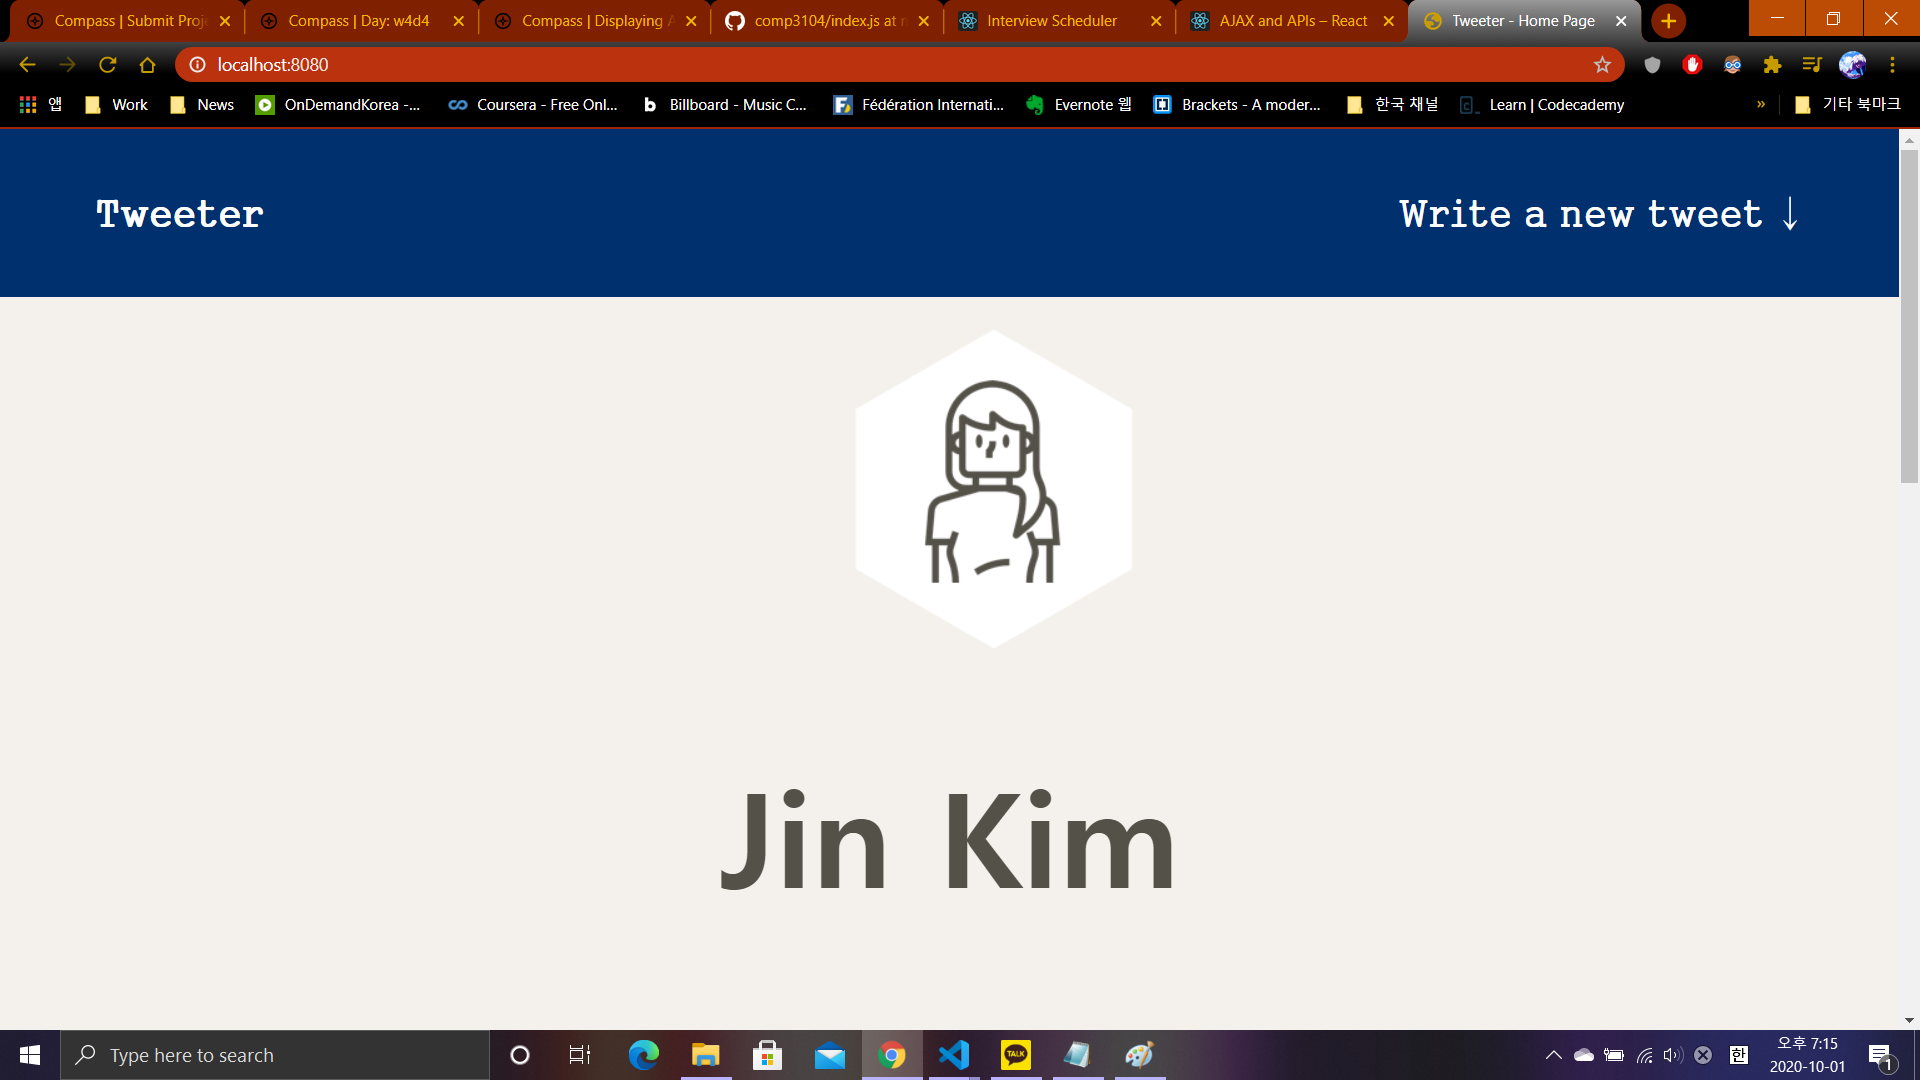 Compass | Submit Proje
Compass | Day: w4d4
Compass | Displaying A
comp3104/index.js at m
Interview Scheduler
AJAX and APIs – React
Tweeter - Home Page
localhost:8080
앱
Work
News
OnDemandKorea -...
Coursera - Free Onl...
Billboard - Music C...
Fédération Internati...
Evernote 웹
Brackets - A moder...
한국 채널
Learn | Codecademy
»
기타 북마크
Tweeter
Write a new tweet ↓
Jin Kim
Type here to search
TALK
한
오후 7:15
2020-10-01
1